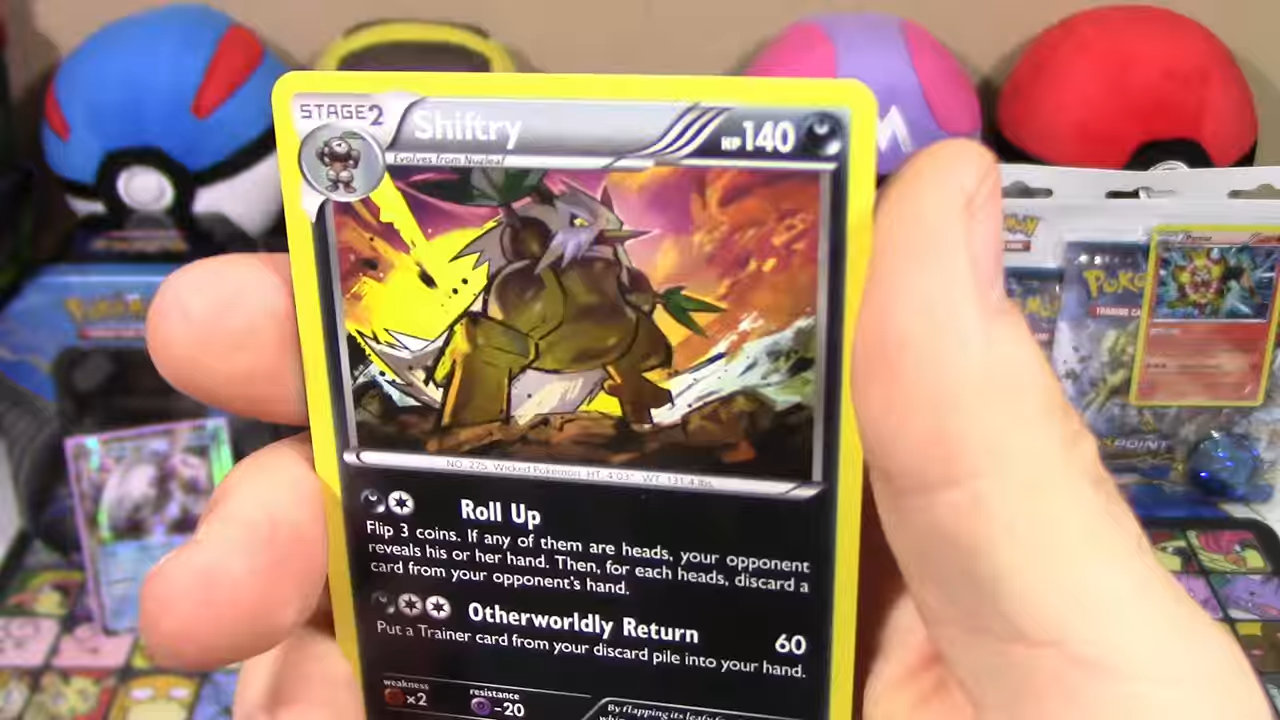 STAGE2
Shiftry
HP 140
Evolves from Nuzleaf
NO. 275 Wicked Pokémon HT: 4'03" WT: 131.4 lbs.
Roll Up
Flip 3 coins. If any of them are heads, your opponent
reveals his or her hand. Then, for each heads, discard a
card from your opponent's hand.
Otherworldly Return 60
Put a Trainer card from your discard pile into your hand.
weakness
×2
resistance
-20
By flapping its leafy
M
TRADING